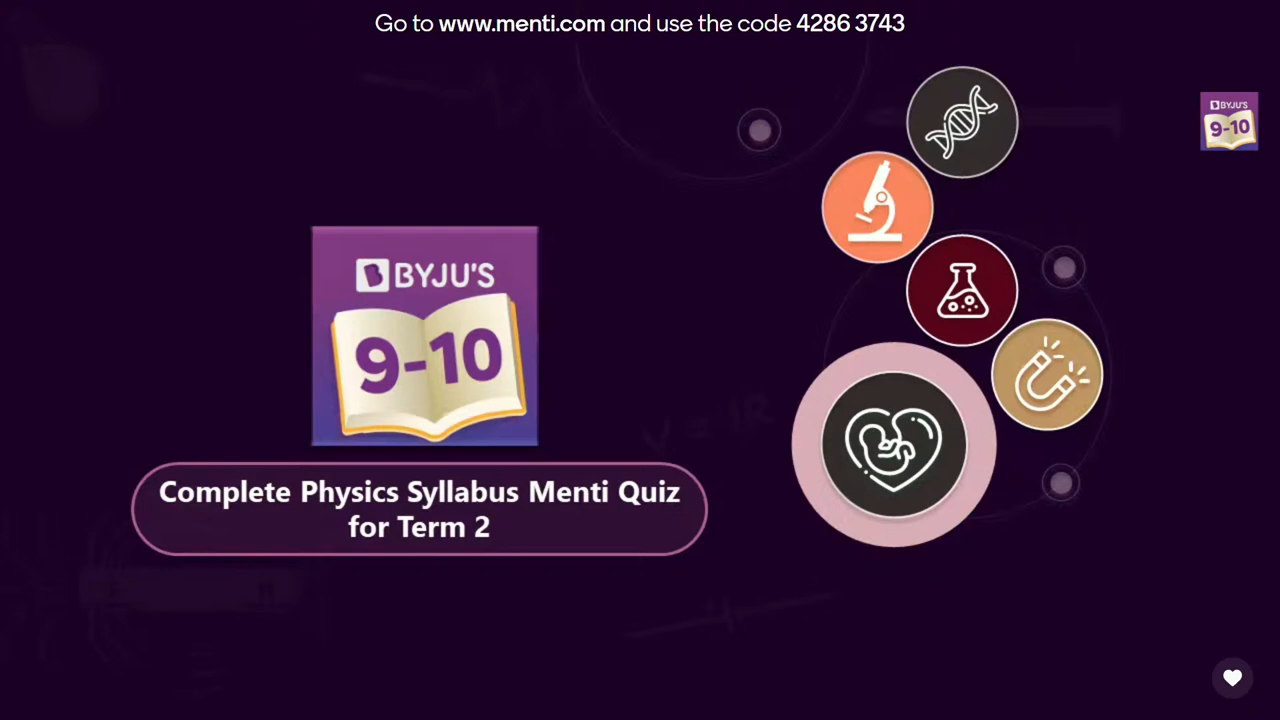 Go to www.menti.com and use the code 4286 3743
BYJU'S
9-10
BYJU'S
9-10
Complete Physics Syllabus Menti Quiz
for Term 2
V = IR